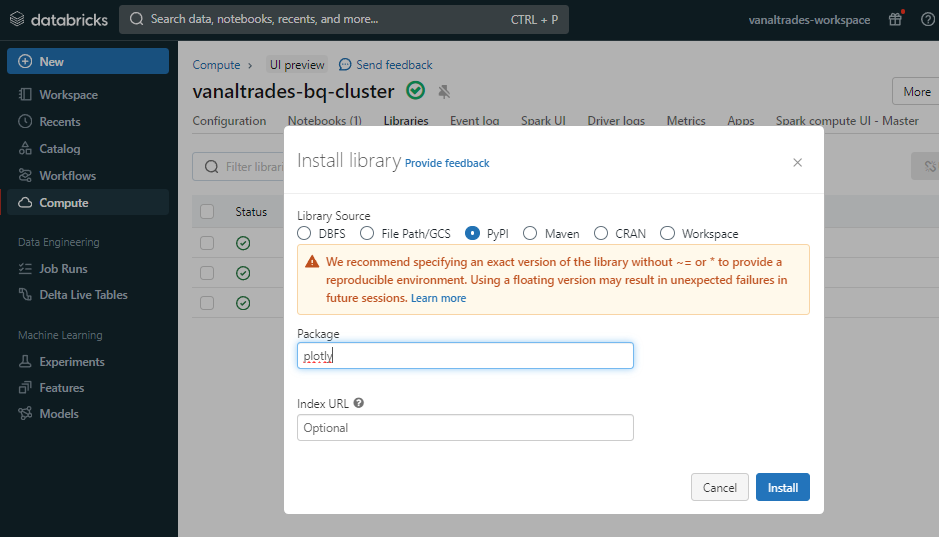 databricks
Search data, notebooks, recents, and more...
CTRL + P
vanaltrades-workspace
New
Workspace
Recents
Catalog
Workflows
Compute
Data Engineering
Job Runs
Delta Live Tables
Machine Learning
Experiments
Features
Models
Compute
UI preview
Send feedback
vanaltrades-bq-cluster
More
Configuration
Notebooks (1)
Libraries
Event log
Spark UI
Driver logs
Metrics
Apps
Spark compute UI - Master
Filter librari
Status
Install library
Provide feedback
Library Source
DBFS
File Path/GCS
PyPI
Maven
CRAN
Workspace
We recommend specifying an exact version of the library without ~= or * to provide a
reproducible environment. Using a floating version may result in unexpected failures in
future sessions. Learn more
Package
plotly
Index URL
Optional
Cancel
Install